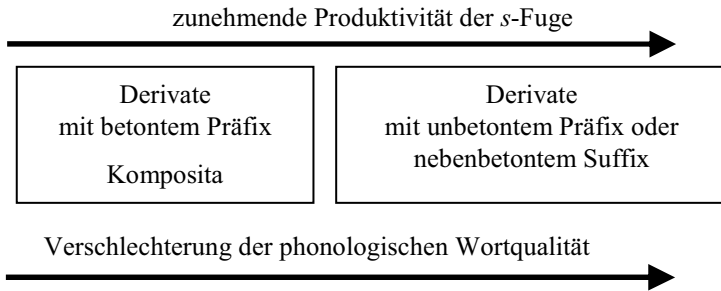 zunehmende Produktivität der s-Fuge
Derivate
mit betontem Präfix
Komposita
Derivate
mit unbetontem Präfix oder
nebenbetontem Suffix
Verschlechterung der phonologischen Wortqualität